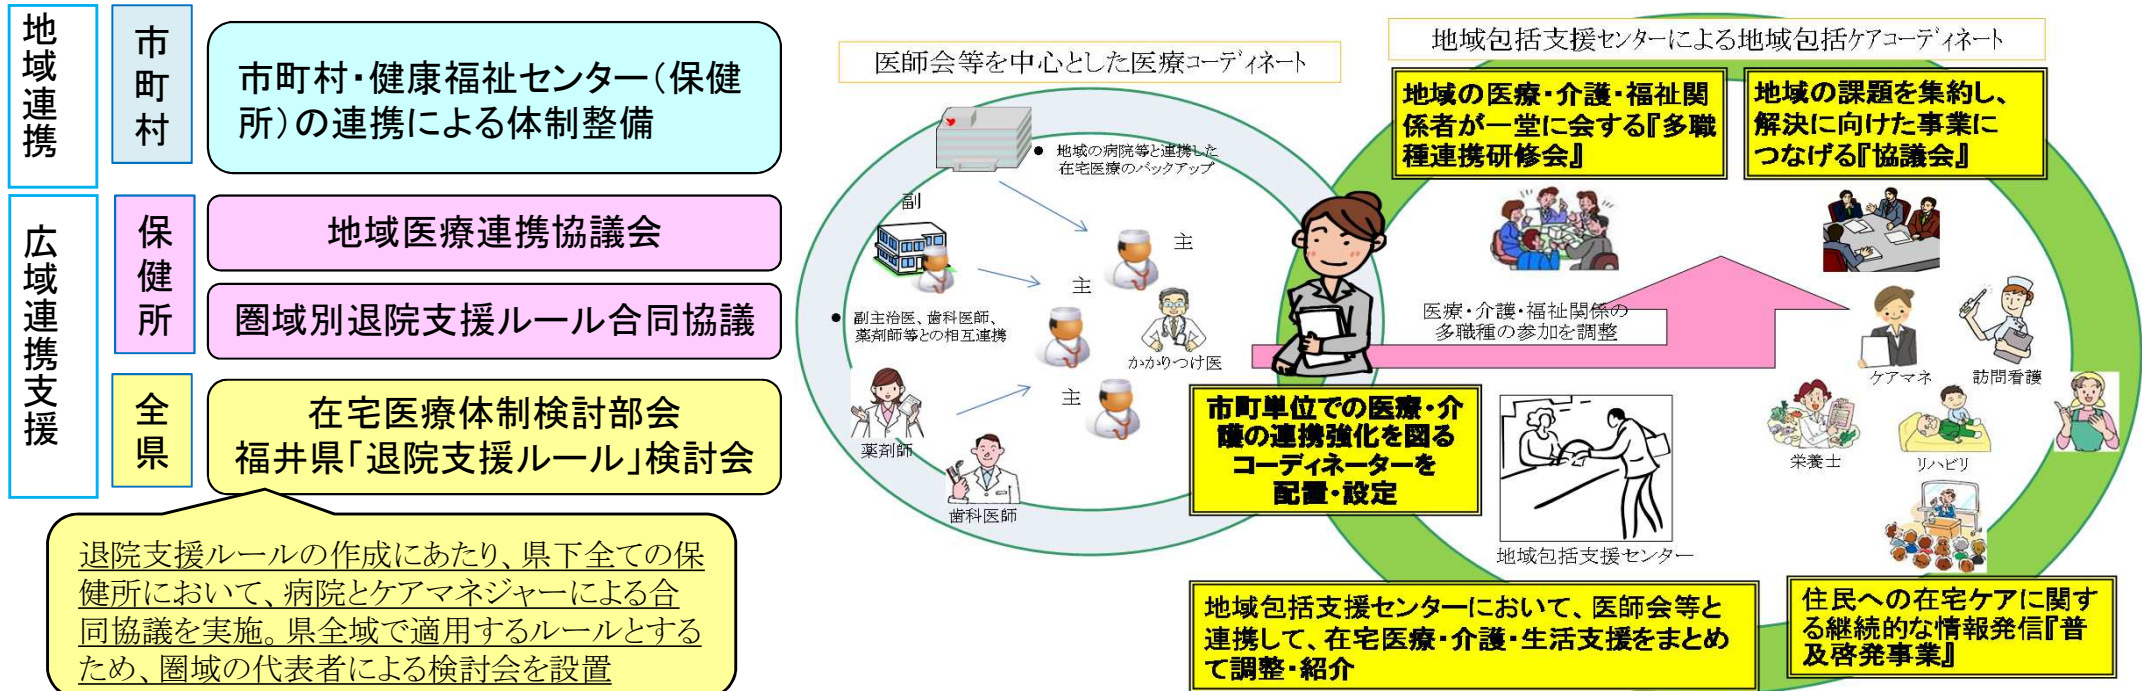 地域連携
市町村
市町村・健康福祉センター(保健
所)の連携による体制整備
広域連携支援
保健所
地域医療連携協議会
圏域別退院支援ルール合同協議
全県
在宅医療体制検討部会
福井県「退院支援ルール」検討会
退院支援ルールの作成にあたり、県下全ての保
健所において、病院とケアマネジャーによる合
同協議を実施。県全域で適用するルールとする
ため、圏域の代表者による検討会を設置
医師会等を中心とした医療コーディネート
● 地域の病院等と連携した
在宅医療のバックアップ
副
主
主
● 副主治医、歯科医師、
薬剤師等との相互連携
かかりつけ医
主
薬剤師
歯科医師
地域包括支援センターによる地域包括ケアコーディネート
地域の医療・介護・福祉関
係者が一堂に会する『多職
種連携研修会』
地域の課題を集約し、
解決に向けた事業に
つなげる『協議会』
医療・介護・福祉関係の
多職種の参加を調整
ケアマネ
訪問看護
栄養士
リハビリ
市町単位での医療・介
護の連携強化を図る
コーディネーターを
配置・設定
地域包括支援センター
地域包括支援センターにおいて、医師会等と
連携して、在宅医療・介護・生活支援をまとめ
て調整・紹介
住民への在宅ケアに関す
る継続的な情報発信『普
及啓発事業』